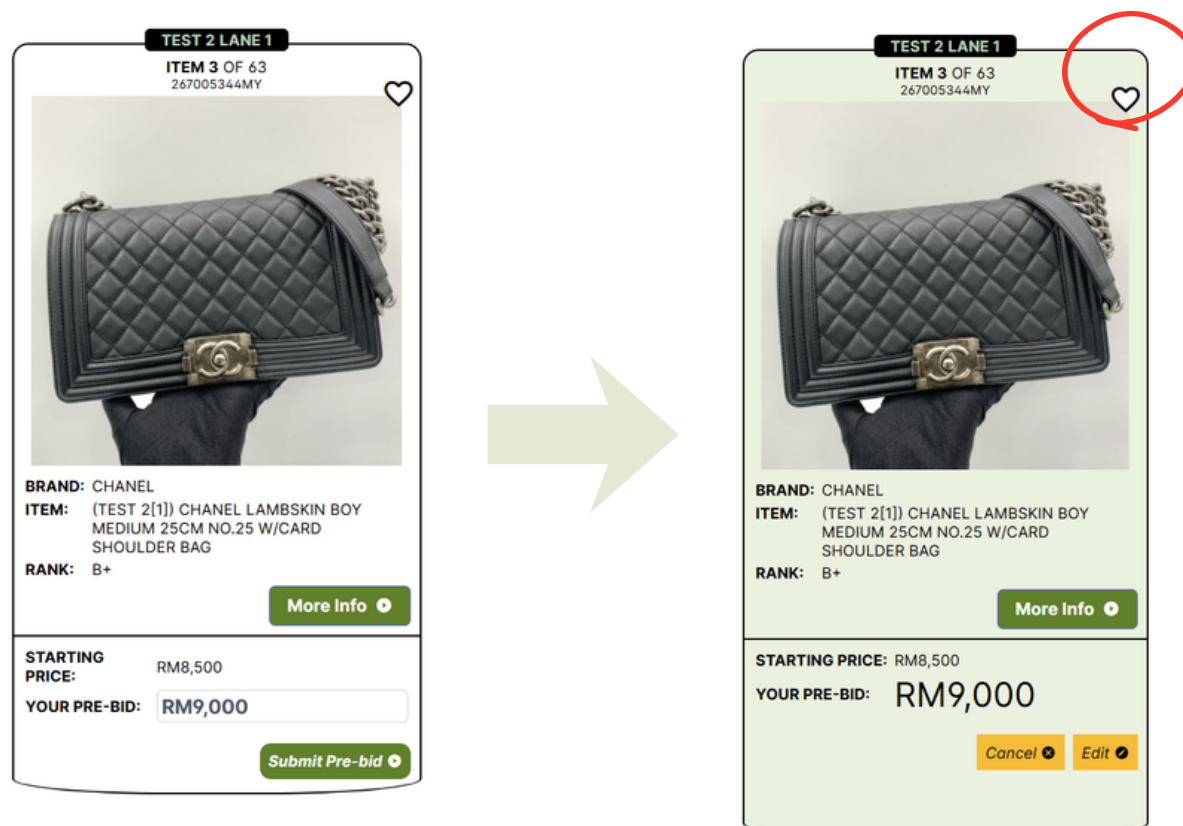 TEST 2 LANE 1
ITEM 3 OF 63
267005344MY
BRAND: CHANEL
ITEM: (TEST 2[1]) CHANEL LAMBSKIN BOY
MEDIUM 25CM NO.25 W/CARD
SHOULDER BAG
RANK: B+
More Info
STARTING
PRICE: RM8,500
YOUR PRE-BID: RM9,000
Submit Pre-bid
TEST 2 LANE 1
ITEM 3 OF 63
267005344MY
BRAND: CHANEL
ITEM: (TEST 2[1]) CHANEL LAMBSKIN BOY
MEDIUM 25CM NO.25 W/CARD
SHOULDER BAG
RANK: B+
More Info
STARTING PRICE: RM8,500
YOUR PRE-BID: RM9,000
Cancel Edit